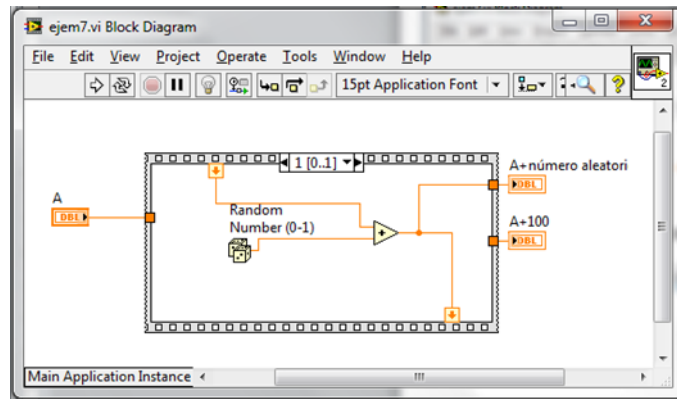 ejem7.vi Block Diagram
File Edit View Project Operate Tools Window Help
15pt Application Font
2
1 [0..1]
A+número aleatori
DBL
A
DBL
Random
Number (0-1)
A+100
DBL
+
Main Application Instance